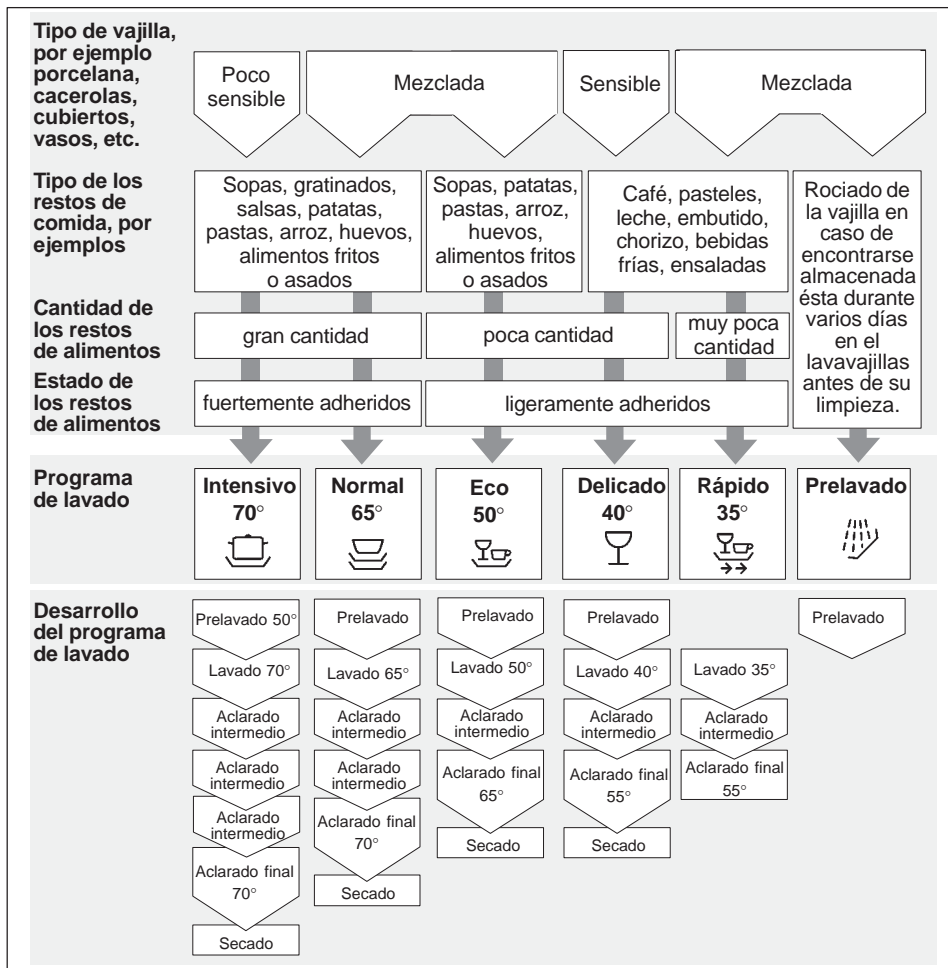 Tipo de vajilla,
por ejemplo
porcelana,
cacerolas,
cubiertos,
vasos, etc.
Poco
sensible
Mezclada
Sensible
Mezclada
Tipo de los
restos de
comida, por
ejemplos
Sopas, gratinados,
salsas, patatas,
pastas, arroz, huevos,
alimentos fritos
o asados
Sopas, patatas,
pastas, arroz,
huevos,
alimentos fritos
o asados
Café, pasteles,
leche, embutido,
chorizo, bebidas
frías, ensaladas
Rociado de
la vajilla en
caso de
encontrarse
almacenada
ésta durante
varios días
en el
lavavajillas
antes de su
limpieza.
Cantidad de
los restos
de alimentos
gran cantidad
poca cantidad
muy poca
cantidad
Estado de
los restos
de alimentos
fuertemente adheridos
ligeramente adheridos
Programa
de lavado
Intensivo
70°
Normal
65°
Eco
50°
Delicado
40°
Rápido
35°
Prelavado
Desarrollo
del programa
de lavado
Prelavado 50°
Lavado 70°
Aclarado
intermedio
Aclarado
intermedio
Aclarado
intermedio
Aclarado final
70°
Secado
Prelavado
Lavado 65°
Aclarado
intermedio
Aclarado
intermedio
Aclarado final
70°
Secado
Prelavado
Lavado 50°
Aclarado
intermedio
Aclarado final
65°
Secado
Prelavado
Lavado 40°
Aclarado
intermedio
Aclarado final
55°
Secado
Lavado 35°
Aclarado
intermedio
Aclarado final
55°
Prelavado